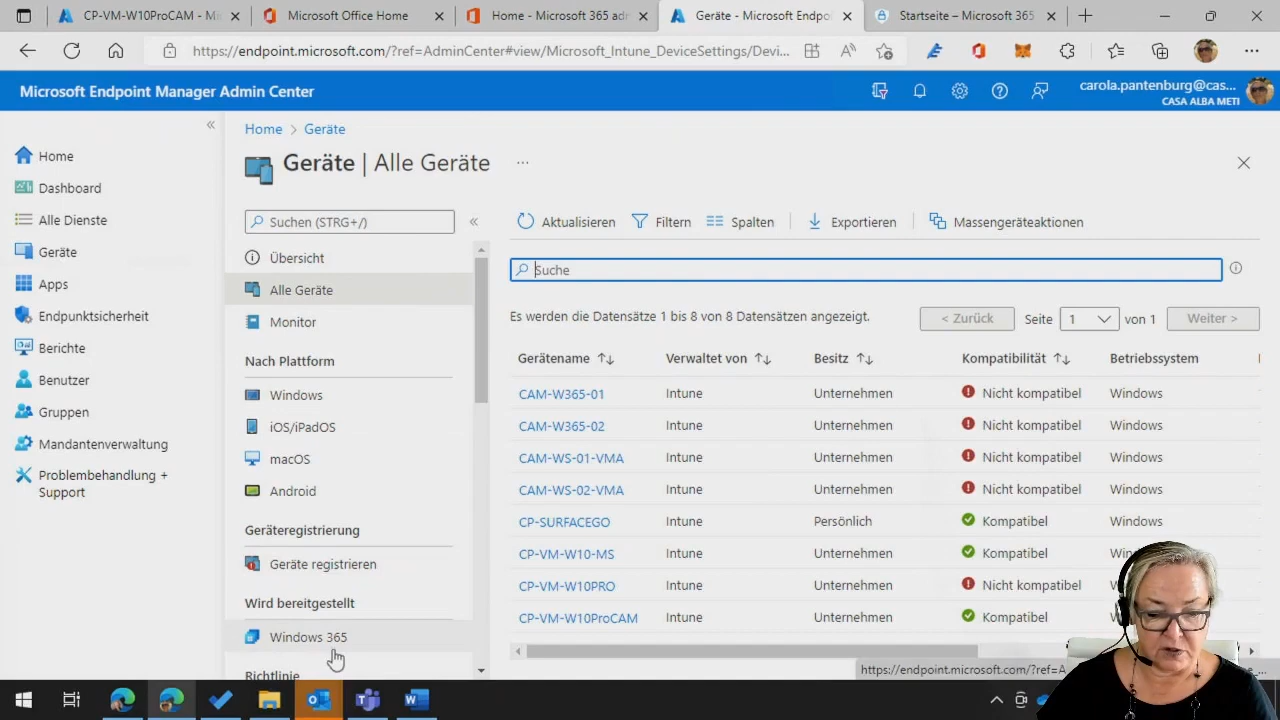 CP-VM-W10ProCAM - Mi
Microsoft Office Home
Home - Microsoft 365 adm
Geräte - Microsoft Endpo
Startseite – Microsoft 365
https://endpoint.microsoft.com/?ref=AdminCenter#view/Microsoft_Intune_DeviceSettings/Devi...
Microsoft Endpoint Manager Admin Center
carola.pantenburg@cas...
CASA ALBA METI
Home
Dashboard
Alle Dienste
Geräte
Apps
Endpunktsicherheit
Berichte
Benutzer
Gruppen
Mandantenverwaltung
Problembehandlung +
Support
Home > Geräte
Geräte | Alle Geräte ...
Suchen (STRG+/)
Übersicht
Alle Geräte
Monitor
Nach Plattform
Windows
iOS/iPadOS
macOS
Android
Geräteregistrierung
Geräte registrieren
Wird bereitgestellt
Windows 365
Richtlinie
Aktualisieren Filtern Spalten Exportieren Massengeräteaktionen
Suche
Es werden die Datensätze 1 bis 8 von 8 Datensätzen angezeigt.
< Zurück Seite 1 von 1 Weiter >
Gerätename Verwaltet von Besitz Kompatibilität Betriebssystem
CAM-W365-01 Intune Unternehmen Nicht kompatibel Windows
CAM-W365-02 Intune Unternehmen Nicht kompatibel Windows
CAM-WS-01-VMA Intune Unternehmen Nicht kompatibel Windows
CAM-WS-02-VMA Intune Unternehmen Nicht kompatibel Windows
CP-SURFACEGO Intune Persönlich Kompatibel Windows
CP-VM-W10-MS Intune Unternehmen Kompatibel
CP-VM-W10PRO Intune Unternehmen Nicht kompatibel
CP-VM-W10ProCAM Intune Unternehmen Kompatibel
https://endpoint.microsoft.com/?ref=A